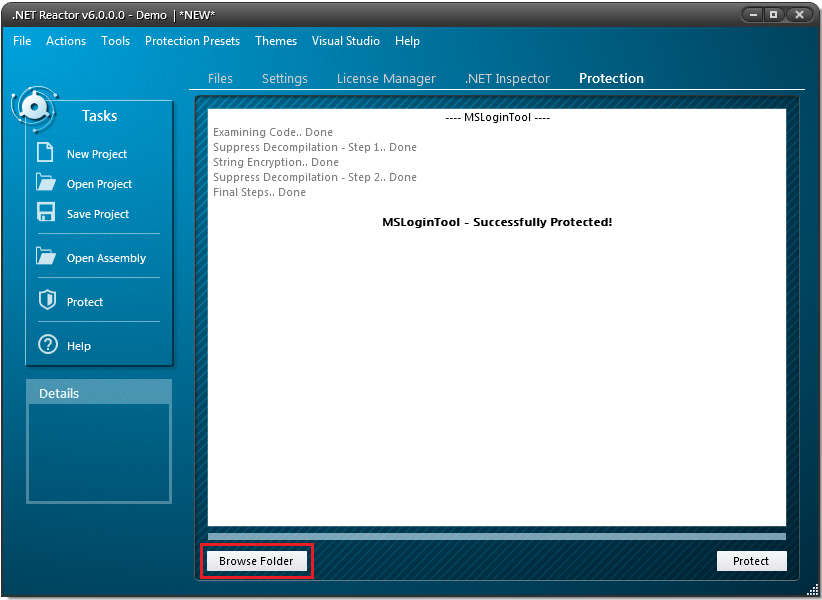 .NET Reactor v6.0.0.0 - Demo | *NEW*
File Actions Tools Protection Presets Themes Visual Studio Help
Files Settings License Manager .NET Inspector Protection
Tasks
New Project
Open Project
Save Project
Open Assembly
Protect
Help
Details
---- MSLoginTool ----
Examining Code.. Done
Suppress Decompilation - Step 1.. Done
String Encryption.. Done
Suppress Decompilation - Step 2.. Done
Final Steps.. Done
MSLoginTool - Successfully Protected!
Browse Folder Protect